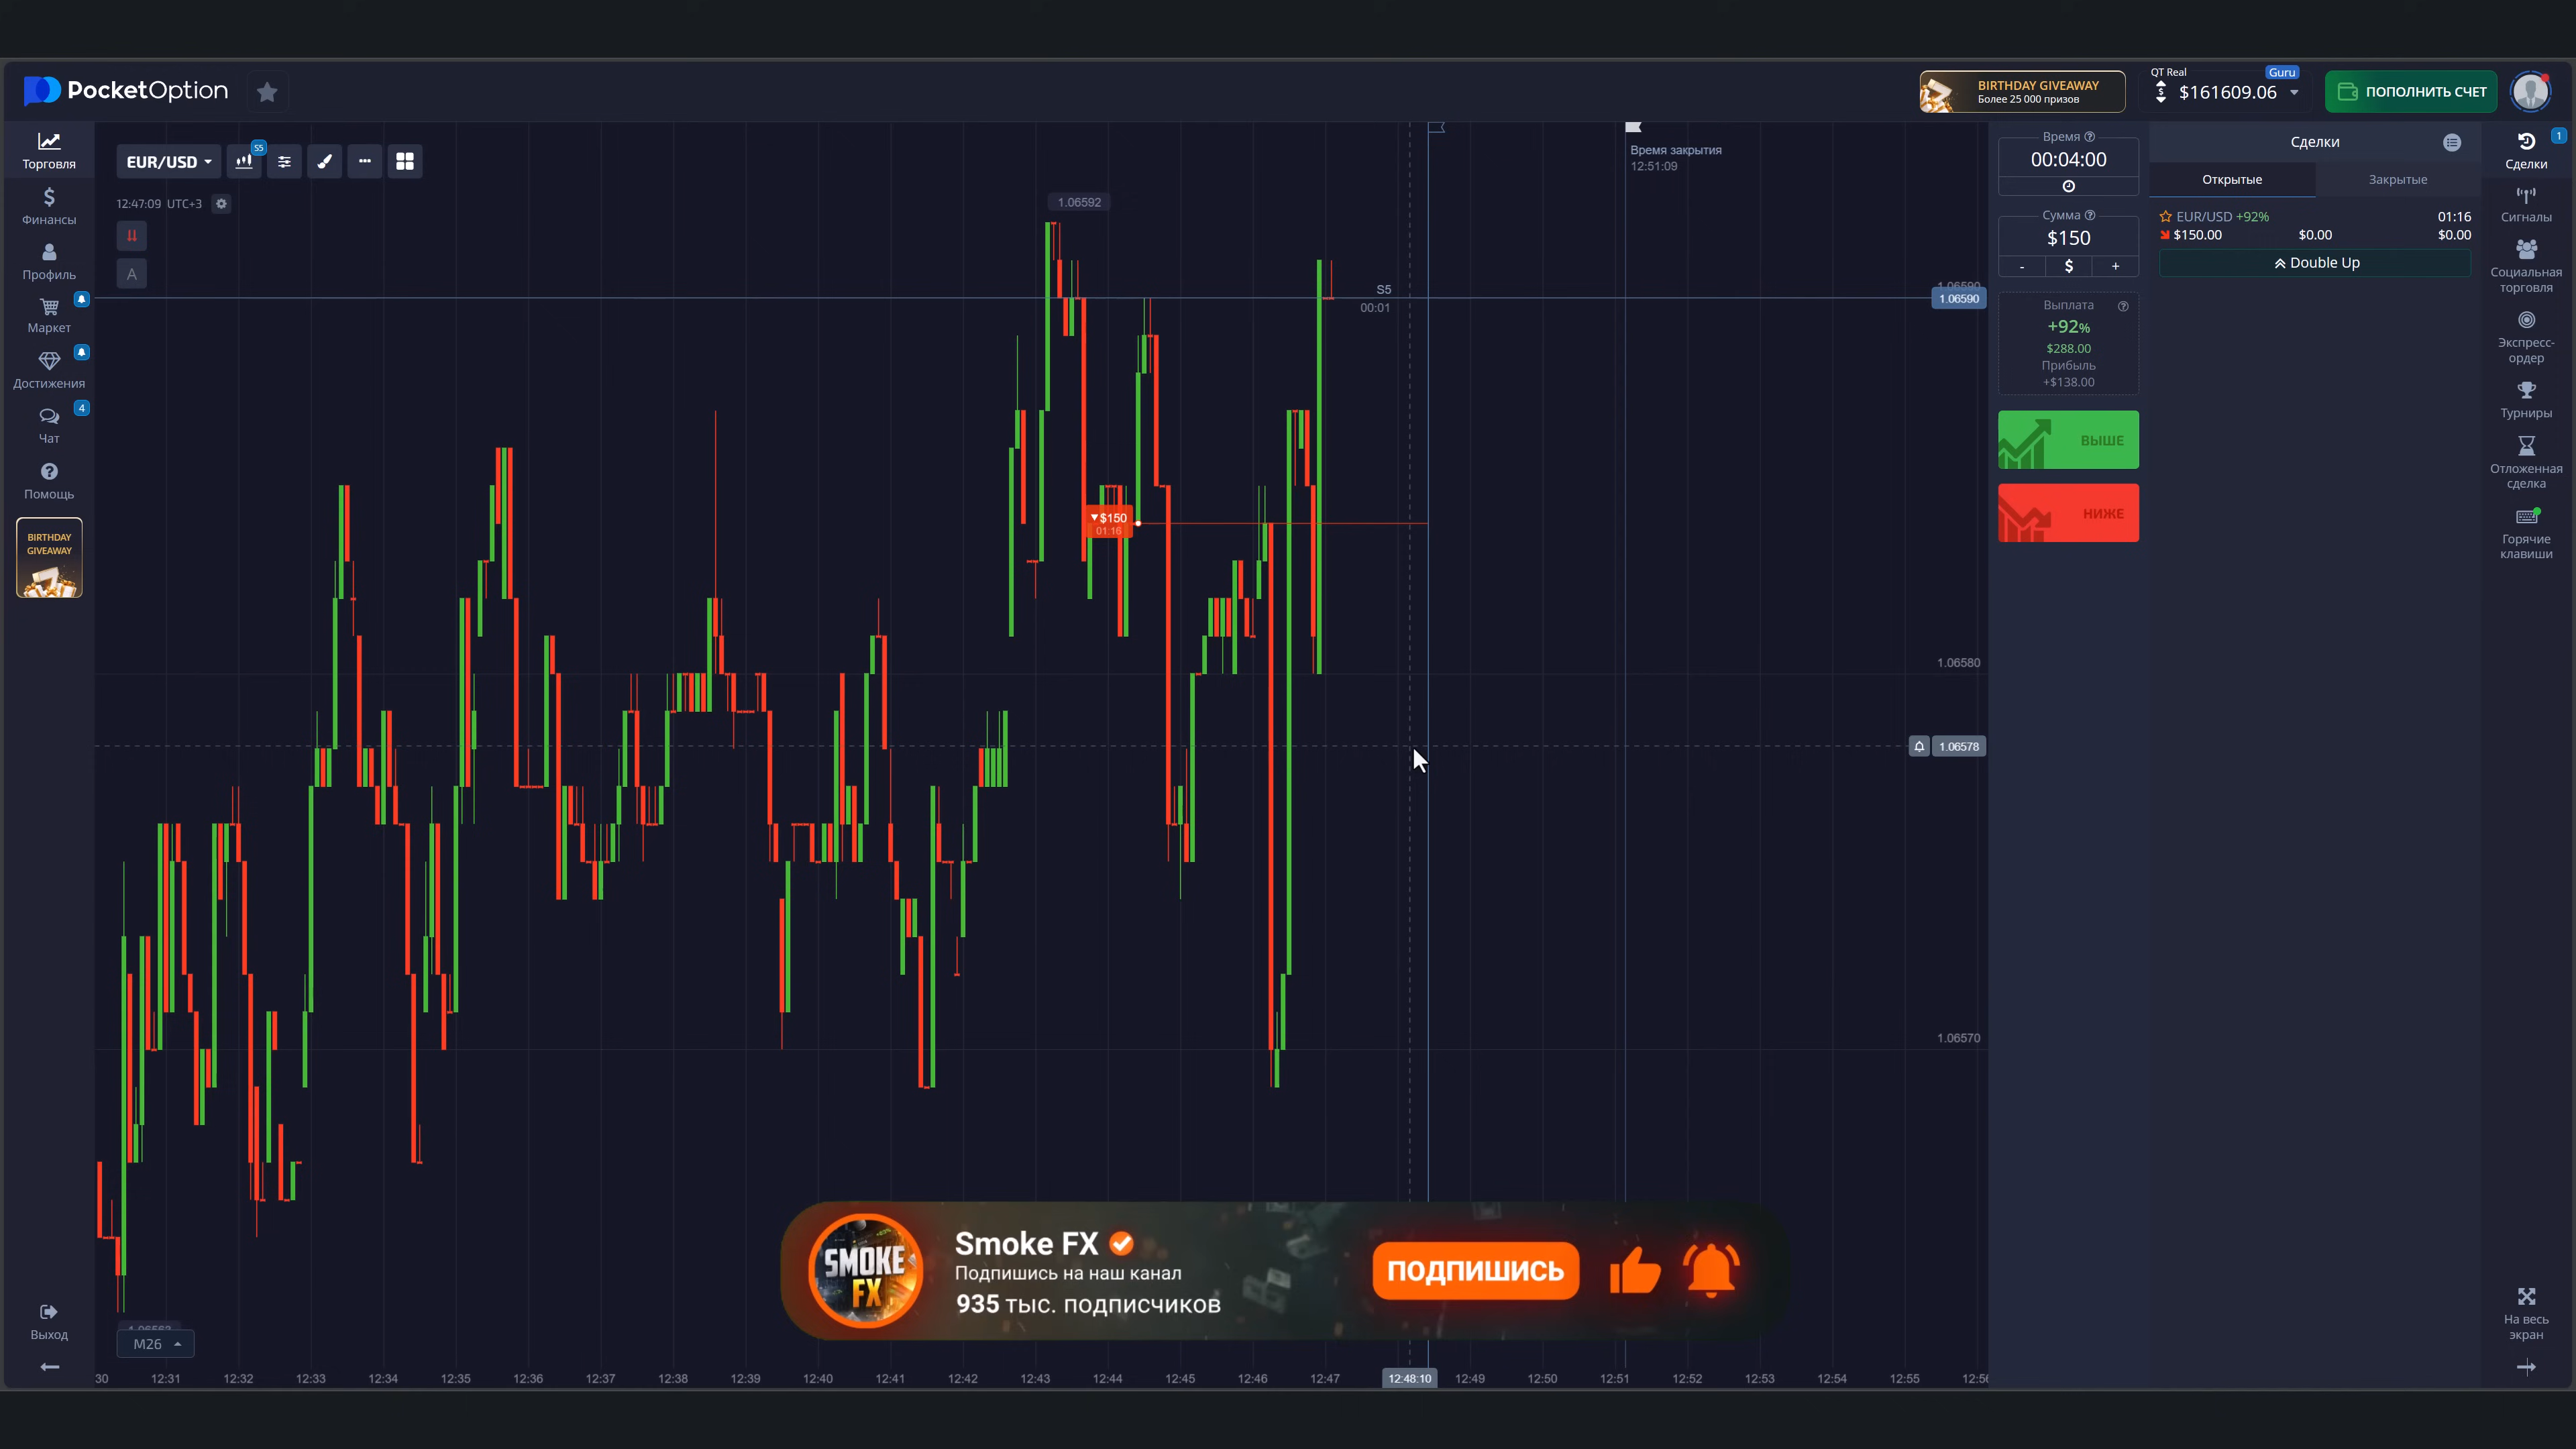 PocketOption
BIRTHDAY GIVEAWAY
Более 25 000 призов
QT Real
Guru
$161609.06
ПОПОЛНИТЬ СЧЕТ
Торговля
Финансы
Профиль
Маркет
Достижения
4
Чат
Помощь
BIRTHDAY
GIVEAWAY
Выход
EUR/USD
S5
12:47:09 UTC+3
A
1.06592
Время закрытия
12:51:09
S5
00:01
1.06590
1.06590
$150
01:16
1.06580
1.06578
1.06570
Время
00:04:00
Сумма
$150
- $ +
Выплата
+92%
$288.00
Прибыль
+$138.00
ВЫШЕ
НИЖЕ
Сделки
Открытые
Закрытые
EUR/USD +92% 01:16
$150.00 $0.00 $0.00
Double Up
1
Сделки
Сигналы
Социальная
торговля
Экспресс-
ордер
Турниры
Отложенная
сделка
Горячие
клавиши
На весь
экран
SMOKE
FX
Smoke FX
Подпишись на наш канал
935 тыс. подписчиков
ПОДПИШИСЬ
M26
30 12:31 12:32 12:33 12:34 12:35 12:36 12:37 12:38 12:39 12:40 12:41 12:42 12:43 12:44 12:45 12:46 12:47 12:48:10 12:49 12:50 12:51 12:52 12:53 12:54 12:55